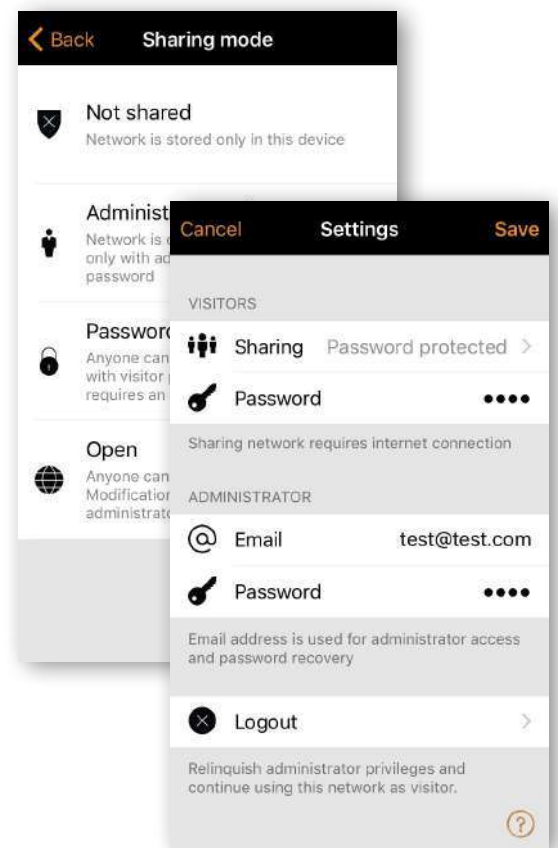 Back Sharing mode
Not shared
Network is stored only in this device
Administ
Network is
only with
password
Password
Anyone can
with visitor
requires an
Open
Anyone can
Modification
administrat
Cancel Settings Save
VISITORS
Sharing Password protected
Password ••••
Sharing network requires internet connection
ADMINISTRATOR
Email test@test.com
Password ••••
Email address is used for administrator access
and password recovery
Logout
Relinquish administrator privileges and
continue using this network as visitor.
?